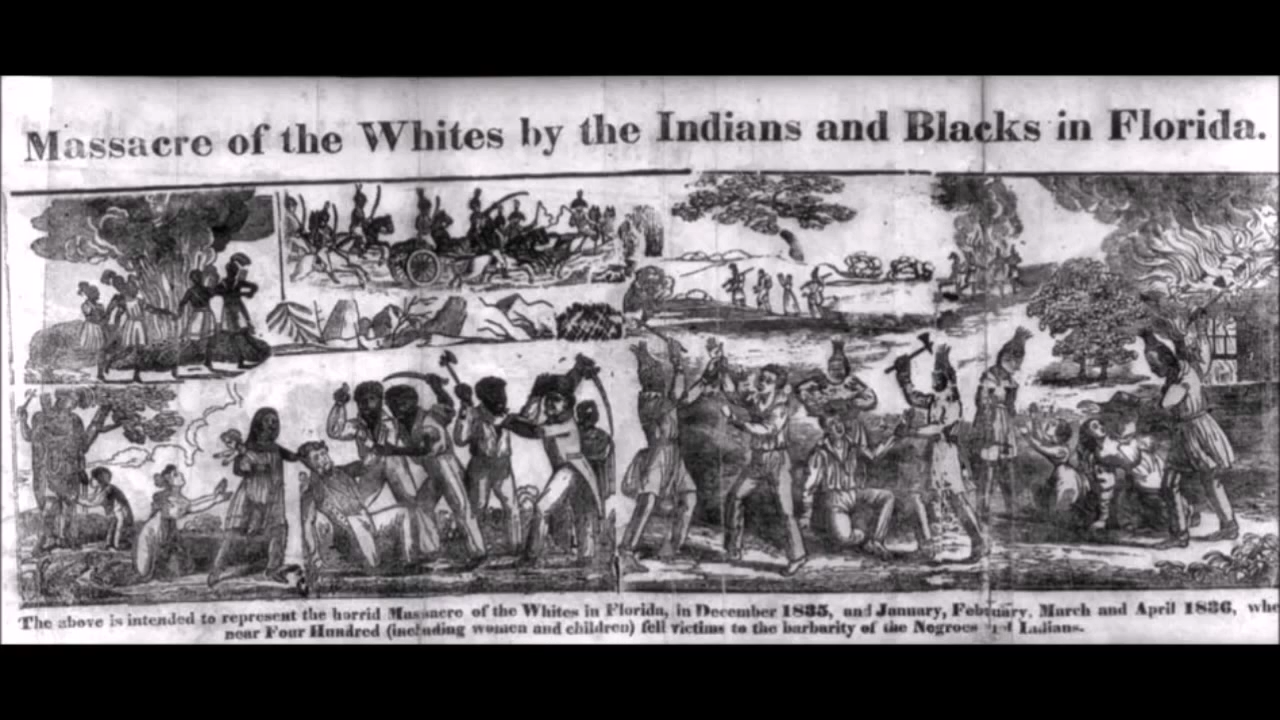 Massacre of the Whites by the Indians and Blacks in Florida.
The above is intended to represent the horrid Massacre of the Whites in Florida, in December 1835, and January, February, March and April 1836, whe
near Four Hundred (including women and children) fell victims to the barbarity of the Negroes and Indians.